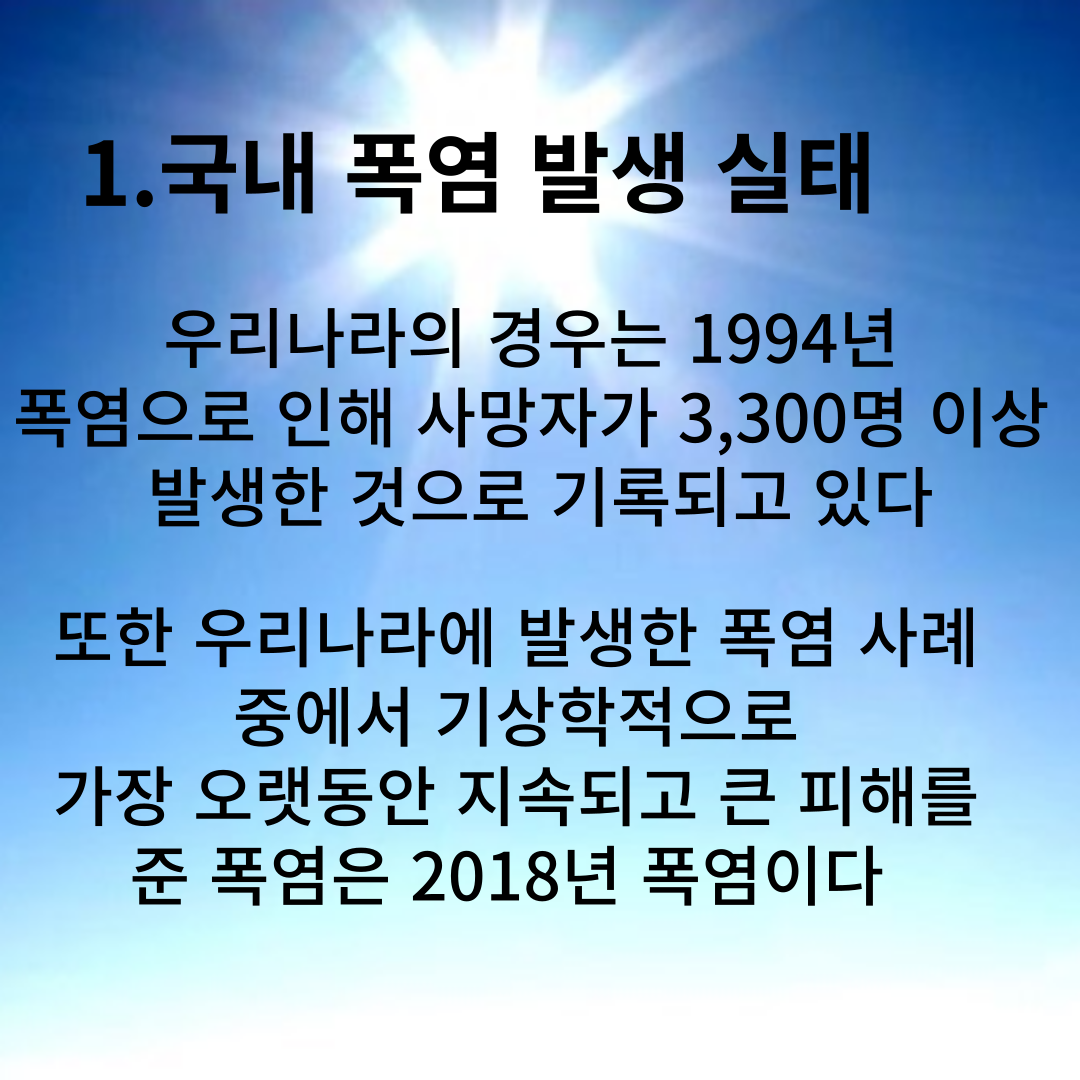 1.국내 폭염 발생 실태
우리나라의 경우는 1994년
폭염으로 인해 사망자가 3,300명 이상
발생한 것으로 기록되고 있다
또한 우리나라에 발생한 폭염 사례
중에서 기상학적으로
가장 오랫동안 지속되고 큰 피해를
준 폭염은 2018년 폭염이다